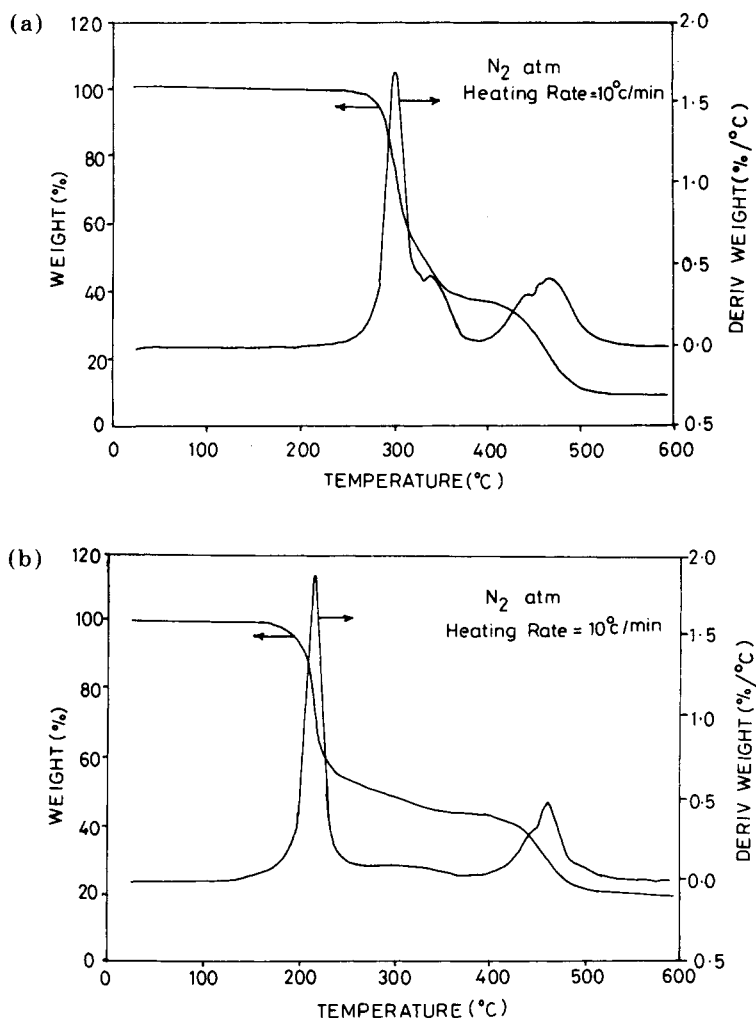 (a)
120
100
80
60
40
20
0
WEIGHT (%)
N2 atm
Heating Rate=10°c/min
2.0
1.5
1.0
0.5
0.0
0.5
DERIV WEIGHT(%/°C)
0 100 200 300 400 500 600
TEMPERATURE(°C)
(b)
120
100
80
60
40
20
0
WEIGHT (%)
N2 atm
Heating Rate = 10°c/min
2.0
1.5
1.0
0.5
0.0
0.5
DERIV WEIGHT (%/°C)
0 100 200 300 400 500 600
TEMPERATURE (°C)